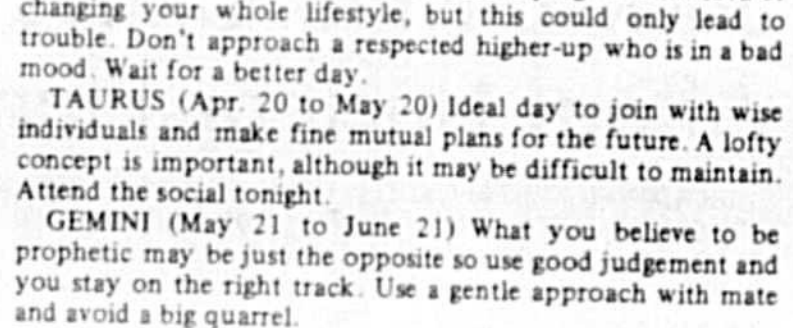 changing your whole lifestyle, but this could only lead to
trouble. Don't approach a respected higher-up who is in a bad
mood. Wait for a better day.
TAURUS (Apr. 20 to May 20) Ideal day to join with wise
individuals and make fine mutual plans for the future. A lofty
concept is important, although it may be difficult to maintain.
Attend the social tonight.
GEMINI (May 21 to June 21) What you believe to be
prophetic may be just the opposite so use good judgement and
you stay on the right track. Use a gentle approach with mate
and avoid a big quarrel.